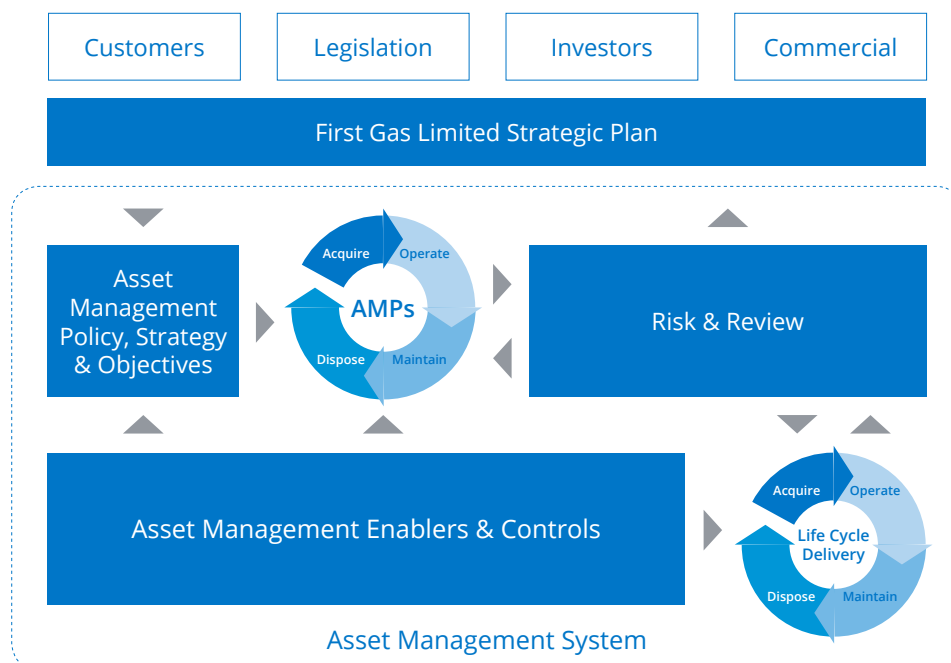 Customers
Legislation
Investors
Commercial
First Gas Limited Strategic Plan
Asset
Management
Policy, Strategy
& Objectives
Acquire
Operate
AMPs
Dispose
Maintain
Risk & Review
Asset Management Enablers & Controls
Acquire
Operate
Life Cycle
Delivery
Dispose
Maintain
Asset Management System